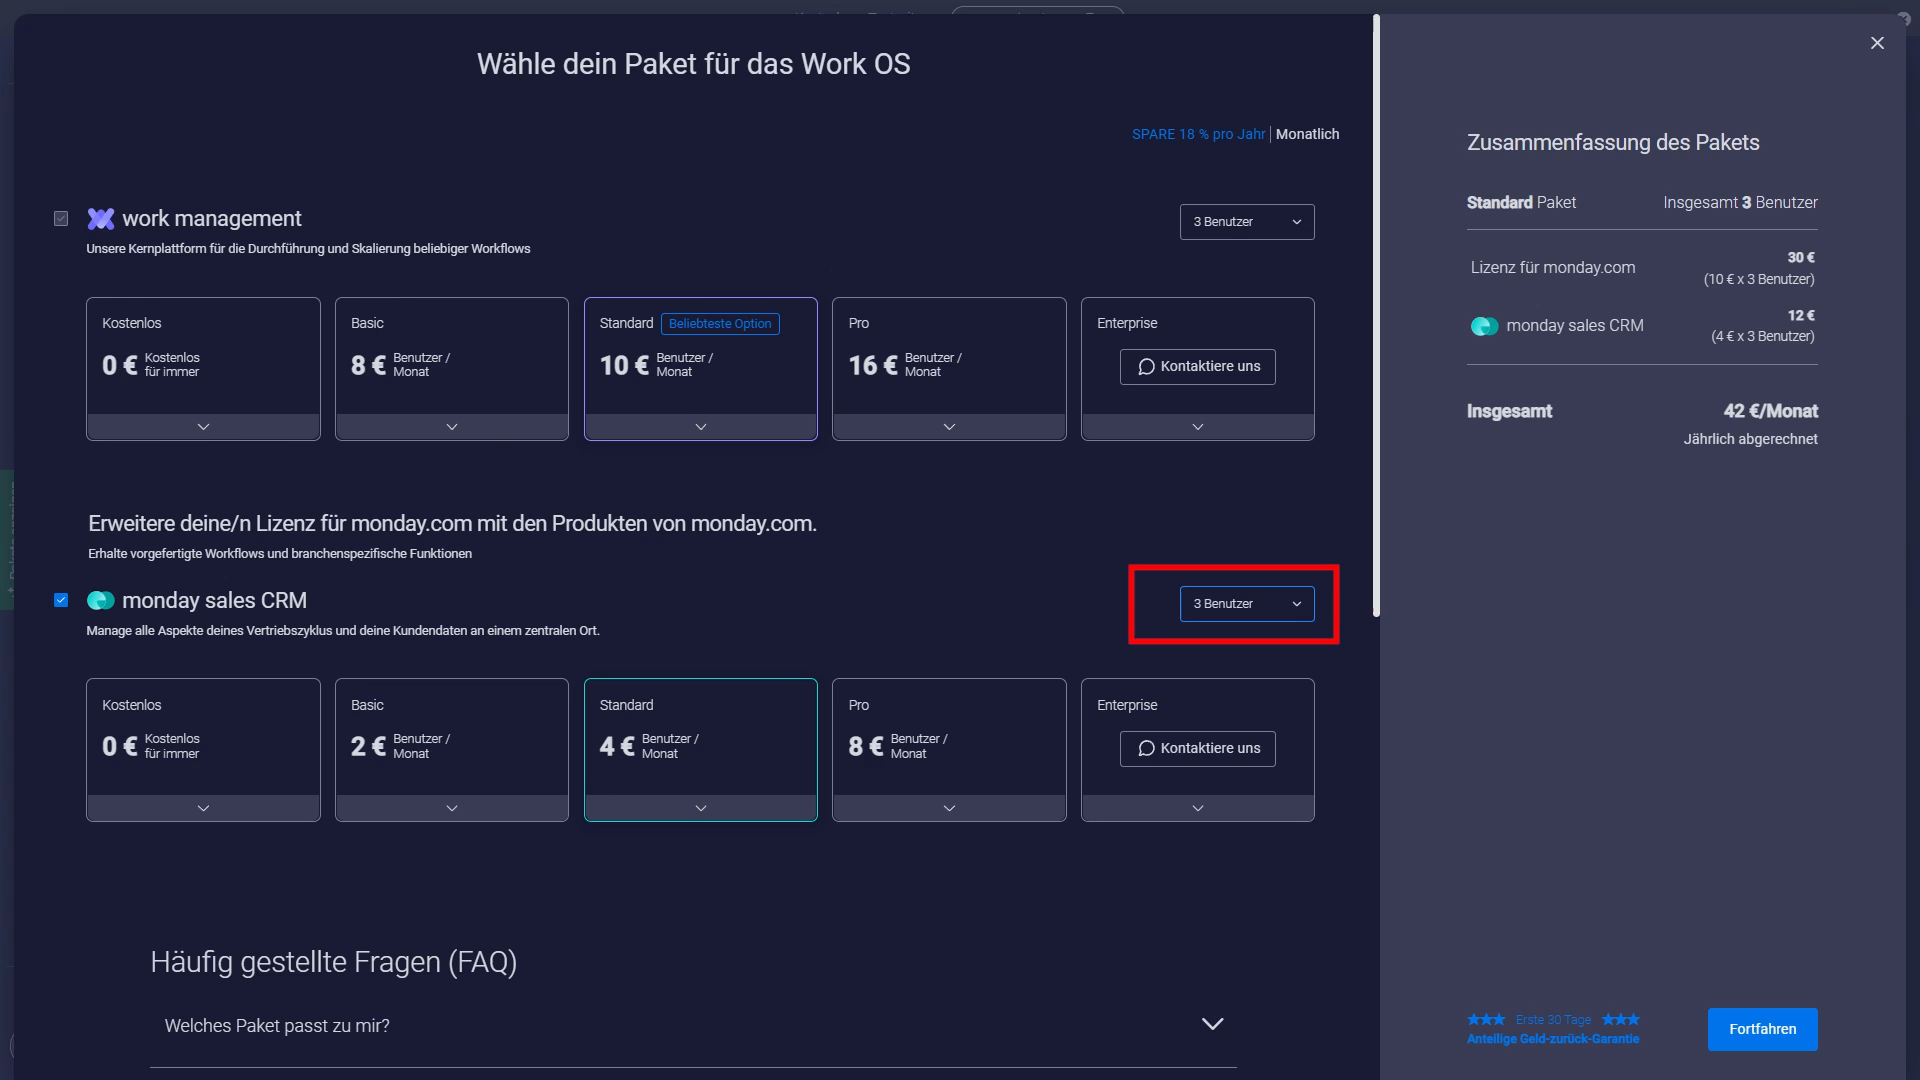 Wähle dein Paket für das Work OS
SPARE 18 % pro Jahr | Monatlich
work management
3 Benutzer
Unsere Kernplattform für die Durchführung und Skalierung beliebiger Workflows
Kostenlos
0 € Kostenlos für immer
Basic
8 € Benutzer / Monat
Standard Beliebteste Option
10 € Benutzer / Monat
Pro
16 € Benutzer / Monat
Enterprise
Kontaktiere uns
Erweitere deine/n Lizenz für monday.com mit den Produkten von monday.com.
Erhalte vorgefertigte Workflows und branchenspezifische Funktionen
monday sales CRM
3 Benutzer
Manage alle Aspekte deines Vertriebszyklus und deine Kundendaten an einem zentralen Ort.
Kostenlos
0 € Kostenlos für immer
Basic
2 € Benutzer / Monat
Standard
4 € Benutzer / Monat
Pro
8 € Benutzer / Monat
Enterprise
Kontaktiere uns
Häufig gestellte Fragen (FAQ)
Welches Paket passt zu mir?
Zusammenfassung des Pakets
Standard Paket Insgesamt 3 Benutzer
Lizenz für monday.com 30 €
(10 € x 3 Benutzer)
monday sales CRM 12 €
(4 € x 3 Benutzer)
Insgesamt 42 €/Monat
Jährlich abgerechnet
Erste 30 Tage
Anteilige Geld-zurück-Garantie
Fortfahren